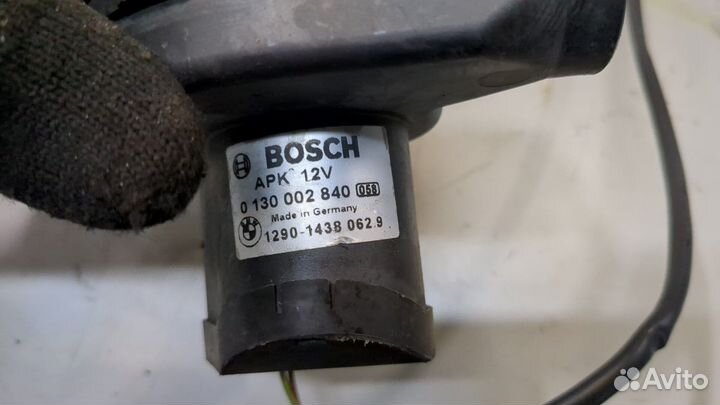 BOSCH
APK 12V
0 130 002 840 058
Made in Germany
1290-1438 062.9
Avito